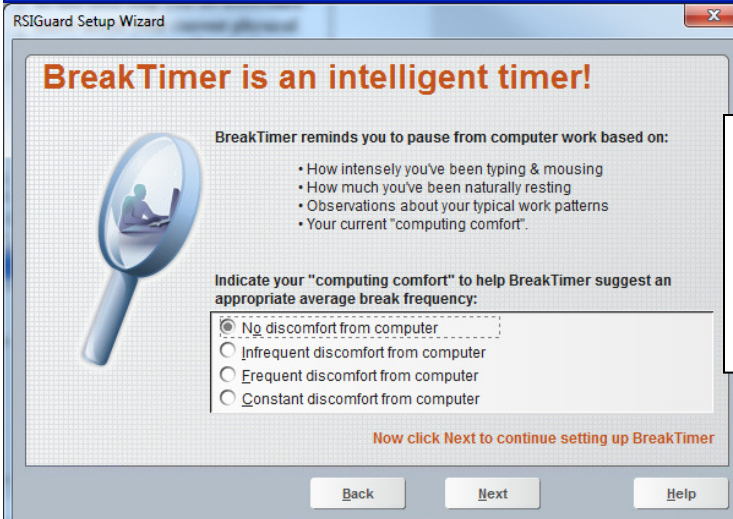 RSIGuard Setup Wizard
BreakTimer is an intelligent timer!
BreakTimer reminds you to pause from computer work based on:
• How intensely you've been typing & mousing
• How much you've been naturally resting
• Observations about your typical work patterns
• Your current "computing comfort".
Indicate your "computing comfort" to help BreakTimer suggest an
appropriate average break frequency:
No discomfort from computer
Infrequent discomfort from computer
Frequent discomfort from computer
Constant discomfort from computer
Now click Next to continue setting up BreakTimer
Back Next Help